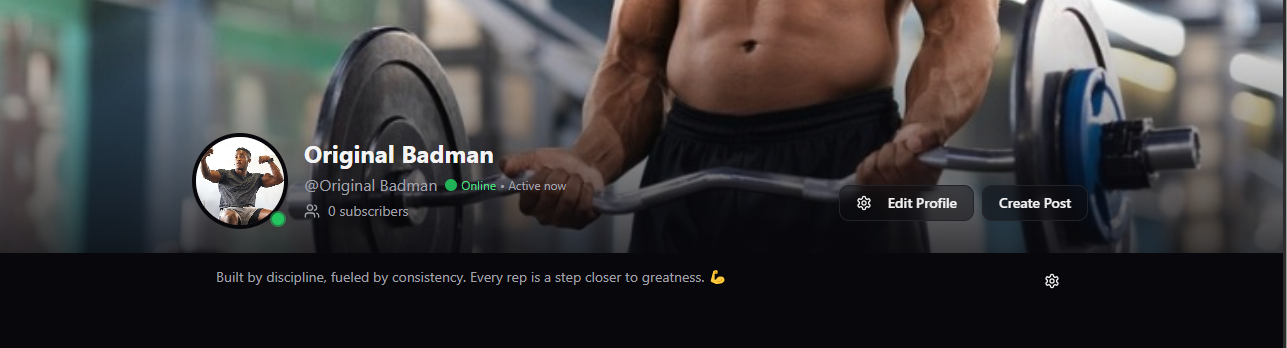 Original Badman
@Original Badman Online • Active now
0 subscribers
Edit Profile
Create Post
Built by discipline, fueled by consistency. Every rep is a step closer to greatness. 💪